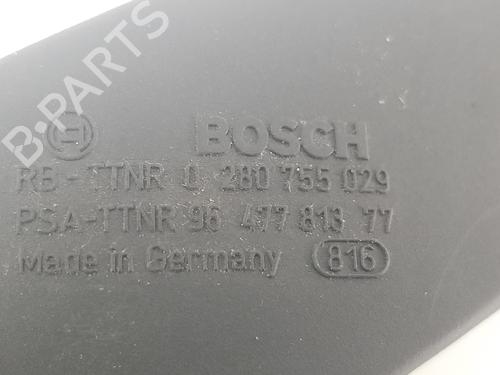 BOSCH
RB-TTNR 0 280 755 029
PSA-TTNR 96 477 813 77
Made in Germany 816
B-PARTS